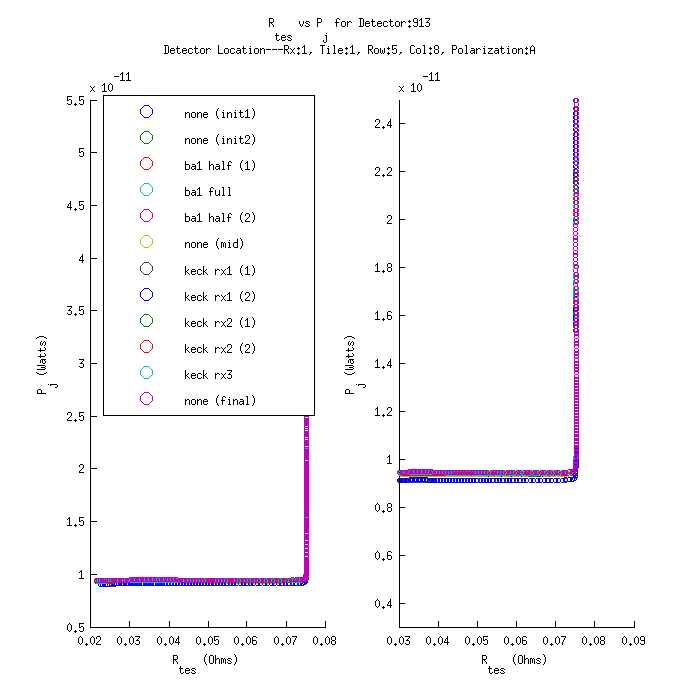 R_tes vs P_j for Detector:913
Detector Location---Rx:1, Tile:1, Row:5, Col:8, Polarization:A
x 10^-11
5.5
5
4.5
4
3.5
3
2.5
2
1.5
1
0.5
P_j (Watts)
0.02 0.03 0.04 0.05 0.06 0.07 0.08
R_tes (Ohms)
none (init1)
none (init2)
ba1 half (1)
ba1 full
ba1 half (2)
none (mid)
keck rx1 (1)
keck rx1 (2)
keck rx2 (1)
keck rx2 (2)
keck rx3
none (final)
x 10^-11
2.4
2.2
2
1.8
1.6
1.4
1.2
1
0.8
0.6
0.4
P_j (Watts)
0.03 0.04 0.05 0.06 0.07 0.08 0.09
R_tes (Ohms)